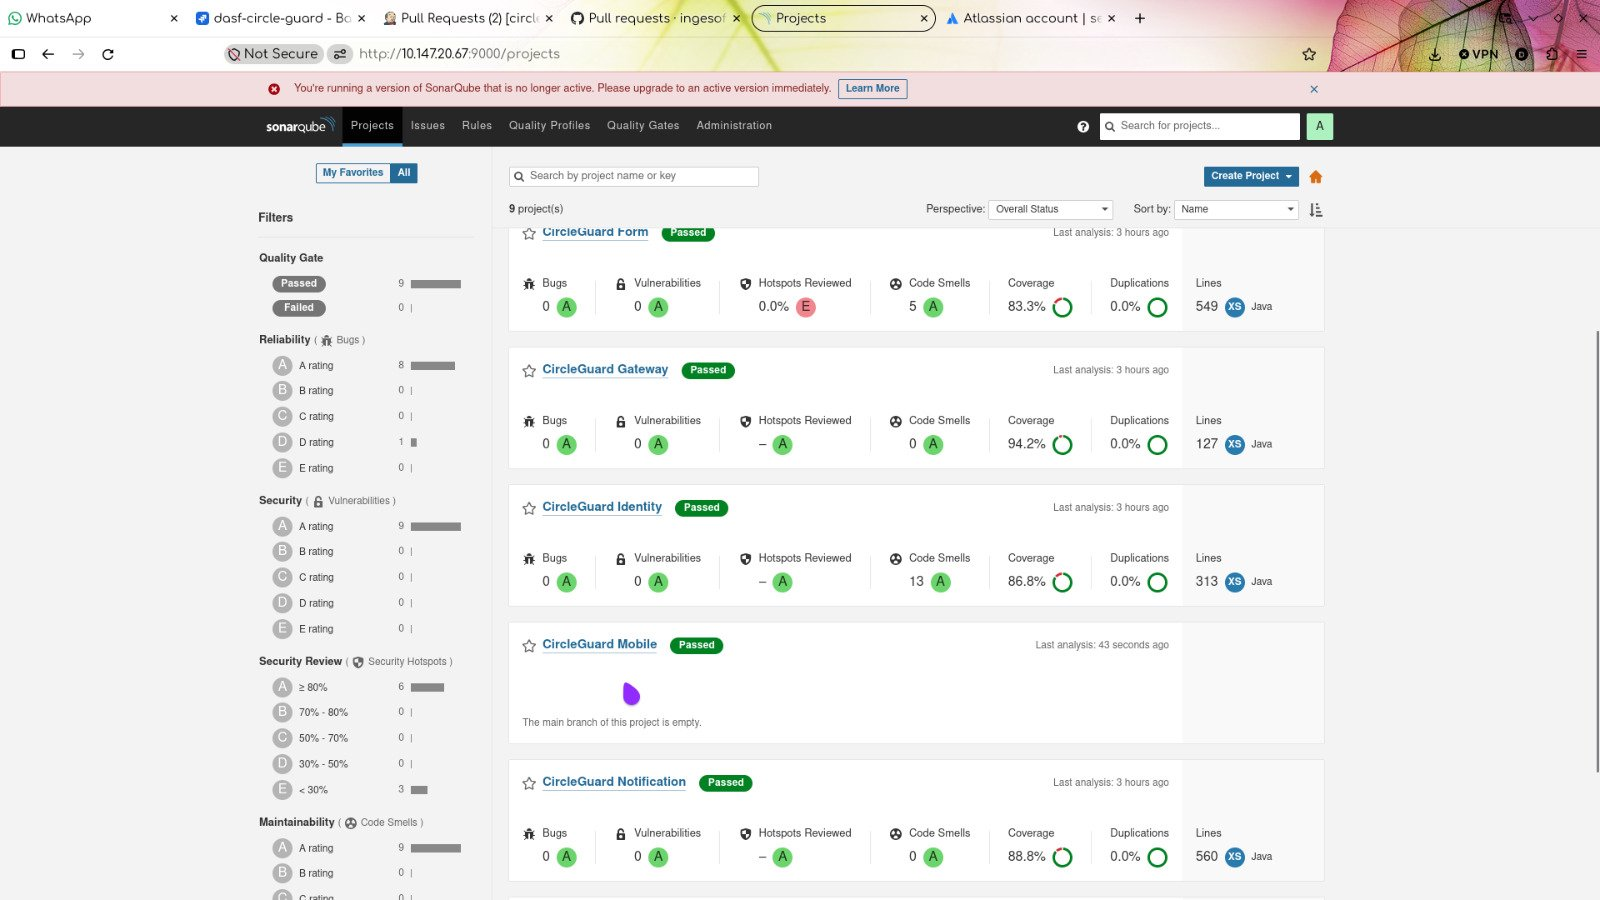 WhatsApp
dasf-circle-guard - Ba
Pull Requests (2) [circle
Pull requests · ingesof
Projects
Atlassian account | se
Not Secure
http://10.147.20.67:9000/projects
VPN
You're running a version of SonarQube that is no longer active. Please upgrade to an active version immediately.
Learn More
sonarqube
Projects
Issues
Rules
Quality Profiles
Quality Gates
Administration
Search for projects...
A
My Favorites
All
Search by project name or key
Create Project
Filters
9 project(s)
Perspective:
Overall Status
Sort by:
Name
Quality Gate
Passed 9
Failed 0
Reliability ( Bugs )
A A rating 8
B B rating 0
C C rating 0
D D rating 1
E E rating 0
Security ( Vulnerabilities )
A A rating 9
B B rating 0
C C rating 0
D D rating 0
E E rating 0
Security Review ( Security Hotspots )
A ≥ 80% 6
B 70% - 80% 0
C 50% - 70% 0
D 30% - 50% 0
E < 30% 3
Maintainability ( Code Smells )
A A rating 9
B B rating 0
C rating 0
CircleGuard Form Passed Last analysis: 3 hours ago
Bugs Vulnerabilities Hotspots Reviewed Code Smells Coverage Duplications Lines
0 A 0 A 0.0% E 5 A 83.3% 0.0% 549 XS Java
CircleGuard Gateway Passed Last analysis: 3 hours ago
Bugs Vulnerabilities Hotspots Reviewed Code Smells Coverage Duplications Lines
0 A 0 A – A 0 A 94.2% 0.0% 127 XS Java
CircleGuard Identity Passed Last analysis: 3 hours ago
Bugs Vulnerabilities Hotspots Reviewed Code Smells Coverage Duplications Lines
0 A 0 A – A 13 A 86.8% 0.0% 313 XS Java
CircleGuard Mobile Passed Last analysis: 43 seconds ago
The main branch of this project is empty.
CircleGuard Notification Passed Last analysis: 3 hours ago
Bugs Vulnerabilities Hotspots Reviewed Code Smells Coverage Duplications Lines
0 A 0 A – A 0 A 88.8% 0.0% 560 XS Java